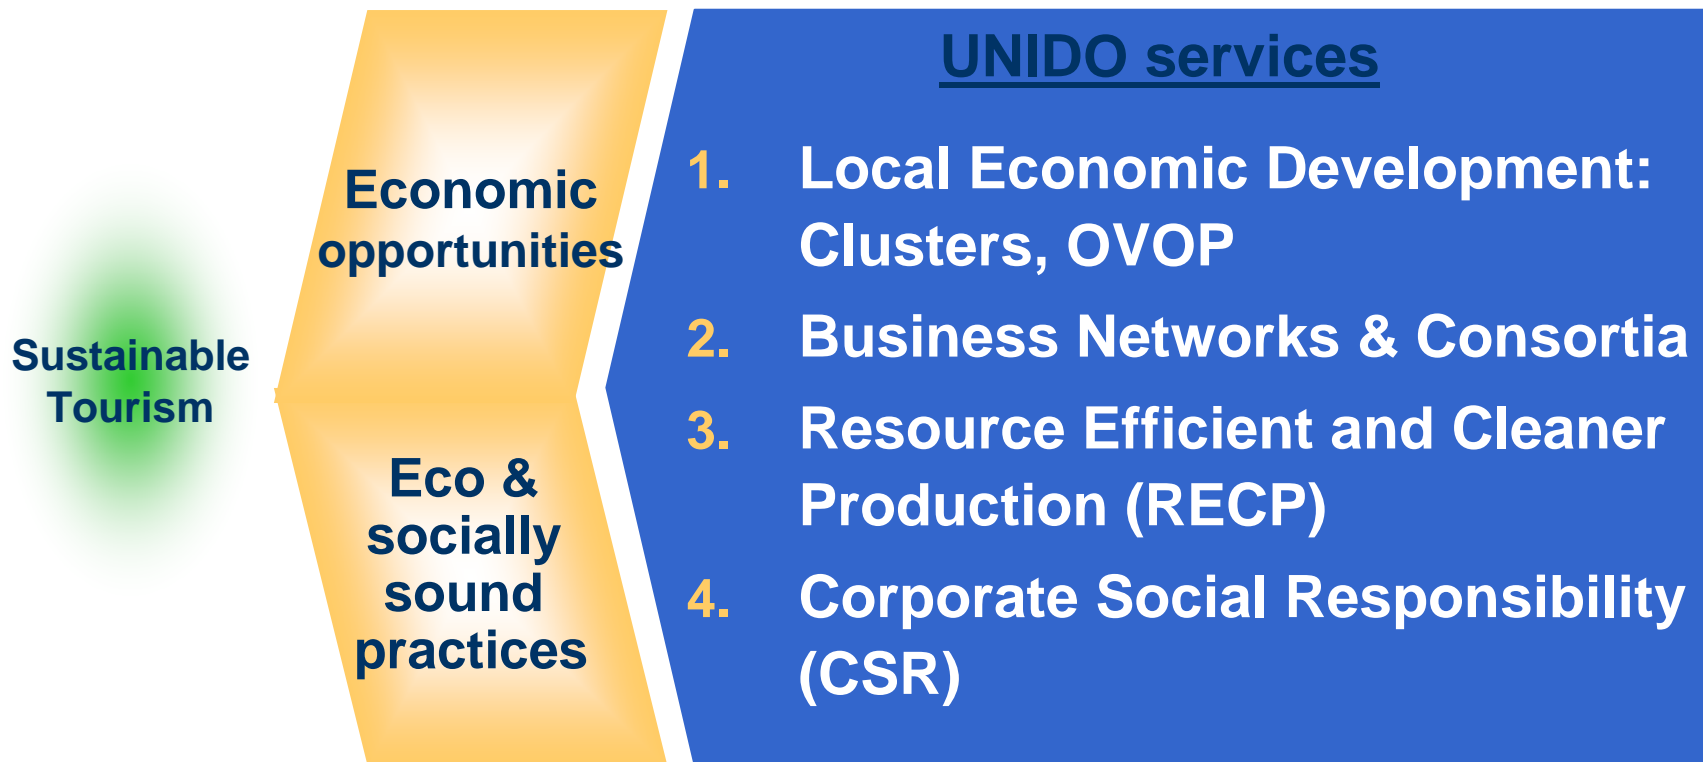 Sustainable
Tourism
Economic
opportunities
Eco &
socially
sound
practices
UNIDO services
1. Local Economic Development:
Clusters, OVOP
2. Business Networks & Consortia
3. Resource Efficient and Cleaner
Production (RECP)
4. Corporate Social Responsibility
(CSR)